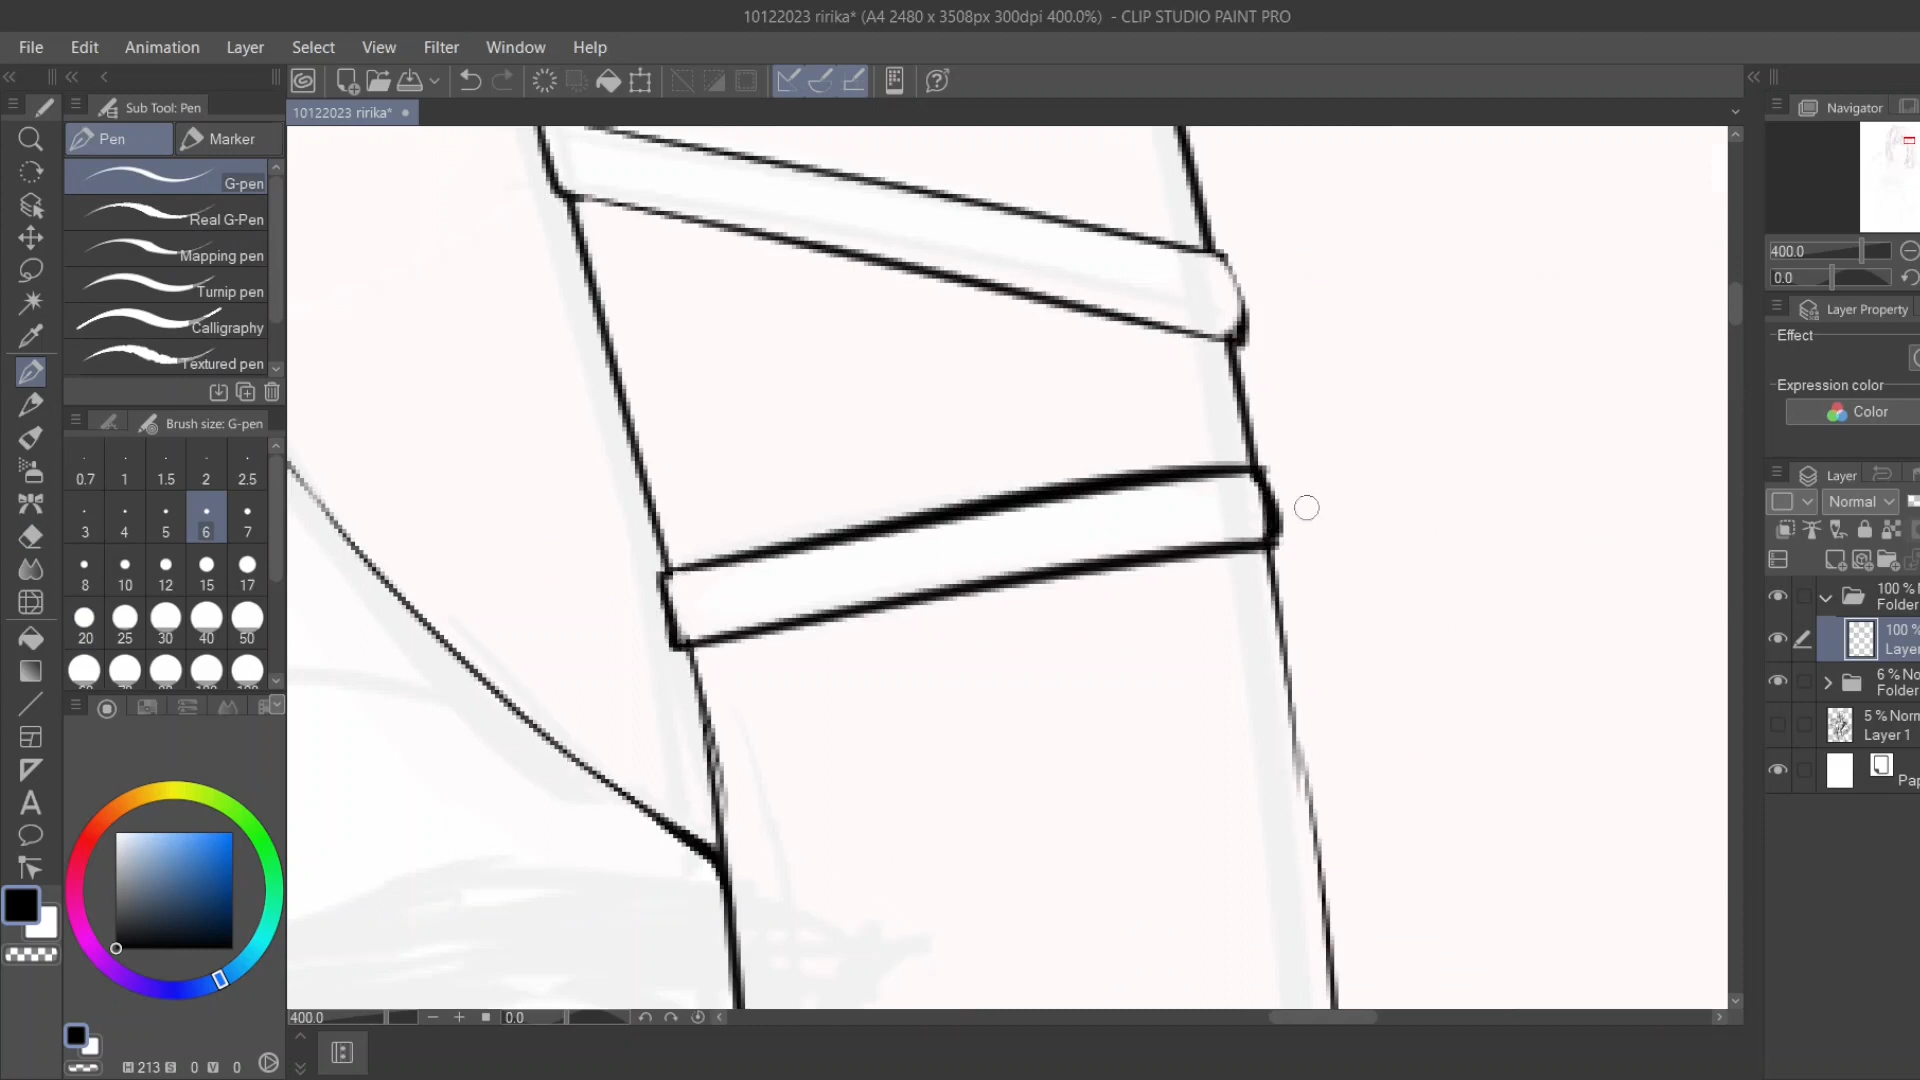 10122023 ririka* (A4 2480 x 3508px 300dpi 400.0%) - CLIP STUDIO PAINT PRO
File Edit Animation Layer Select View Filter Window Help
Sub Tool: Pen
10122023 ririka*
Navigator
Pen Marker
G-pen
Real G-Pen
Mapping pen
Turnip pen
Calligraphy
Textured pen
Brush size: G-pen
0.7 1 1.5 2 2.5
3 4 5 6 7
8 10 12 15 17
20 25 30 40 50
400.0
0.0
Layer Property
Effect
Expression color
Color
Layer
Normal
100 %
Folder
100 %
Laye
6 % No
Folder
5 % Norm
Layer 1
Pap
400.0 0.0
H 213 S 0 V 0